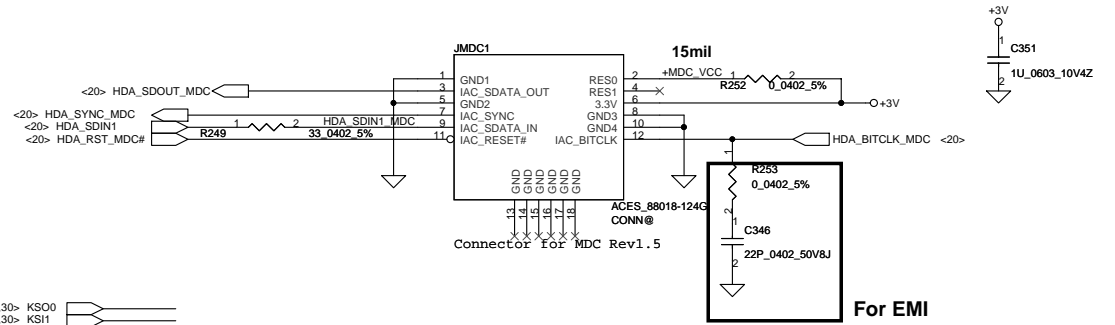 +3V
1
C351
1U_0603_10V4Z
2
JMDC1
15mil
1 GND1 RES0 2 +MDC_VCC 1 2
R252 0_0402_5%
<20> HDA_SDOUT_MDC 3 IAC_SDATA_OUT RES1 4
5 GND2 3.3V 6 +3V
<20> HDA_SYNC_MDC 7 IAC_SYNC GND3 8
<20> HDA_SDIN1 1 2 HDA_SDIN1_MDC 9 IAC_SDATA_IN GND4 10
R249 33_0402_5%
<20> HDA_RST_MDC# 11 IAC_RESET# IAC_BITCLK 12 HDA_BITCLK_MDC <20>
GND GND GND GND GND GND
13 14 15 16 17 18
ACES_88018-124G
CONN@
Connector for MDC Rev1.5
1
R253
0_0402_5%
2
1
C346
22P_0402_50V8J
2
For EMI
30> KSO0
30> KSI1